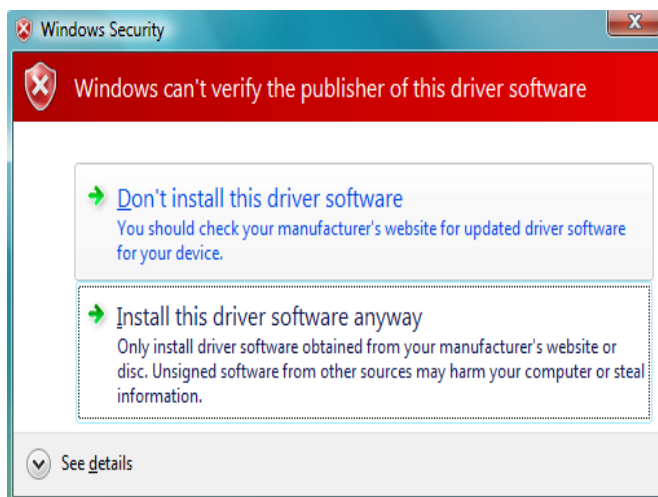 Windows Security
Windows can't verify the publisher of this driver software
Don't install this driver software
You should check your manufacturer's website for updated driver software
for your device.
Install this driver software anyway
Only install driver software obtained from your manufacturer's website or
disc. Unsigned software from other sources may harm your computer or steal
information.
See details